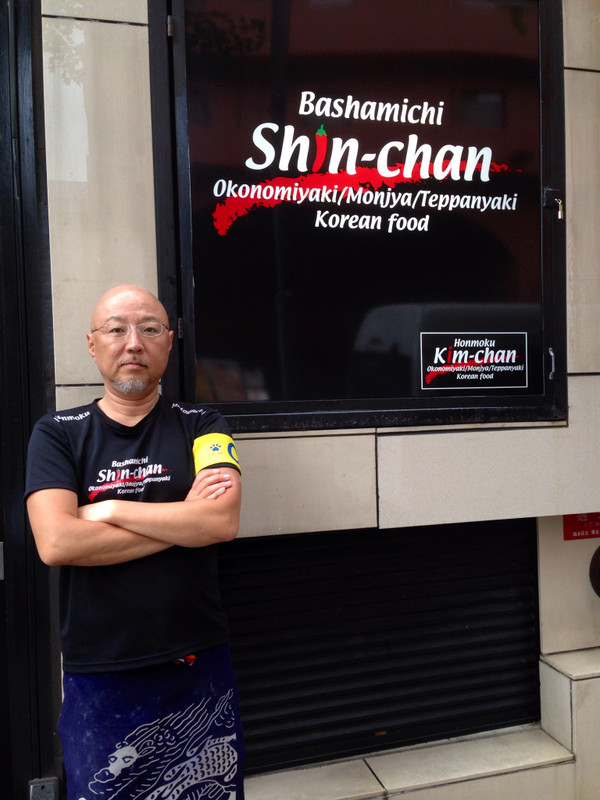 Bashamichi
Shin-chan
Okonomiyaki/Monjya/Teppanyaki
Korean food
Honmoku
Kim-chan
Okonomiyaki/Monjya/Teppanyaki
Korean food
Bashamichi
Shin-chan
Okonomiyaki/Monjya/Teppanyaki
Korean food